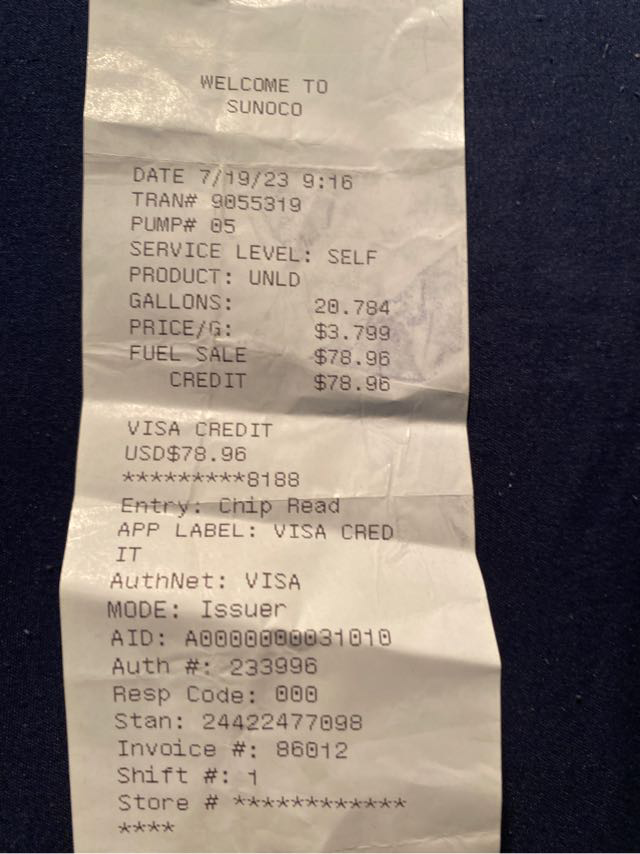 WELCOME TO
SUNOCO
DATE 7/19/23 9:16
TRAN# 9055319
PUMP# 05
SERVICE LEVEL: SELF
PRODUCT: UNLD
GALLONS: 20.784
PRICE/G: $3.799
FUEL SALE $78.96
CREDIT $78.96
VISA CREDIT
USD$78.96
*********8188
Entry: Chip Read
APP LABEL: VISA CRED
IT
AuthNet: VISA
MODE: Issuer
AID: A0000000031010
Auth #: 233996
Resp Code: 000
Stan: 24422477098
Invoice #: 86012
Shift #: 1
Store # ************
****